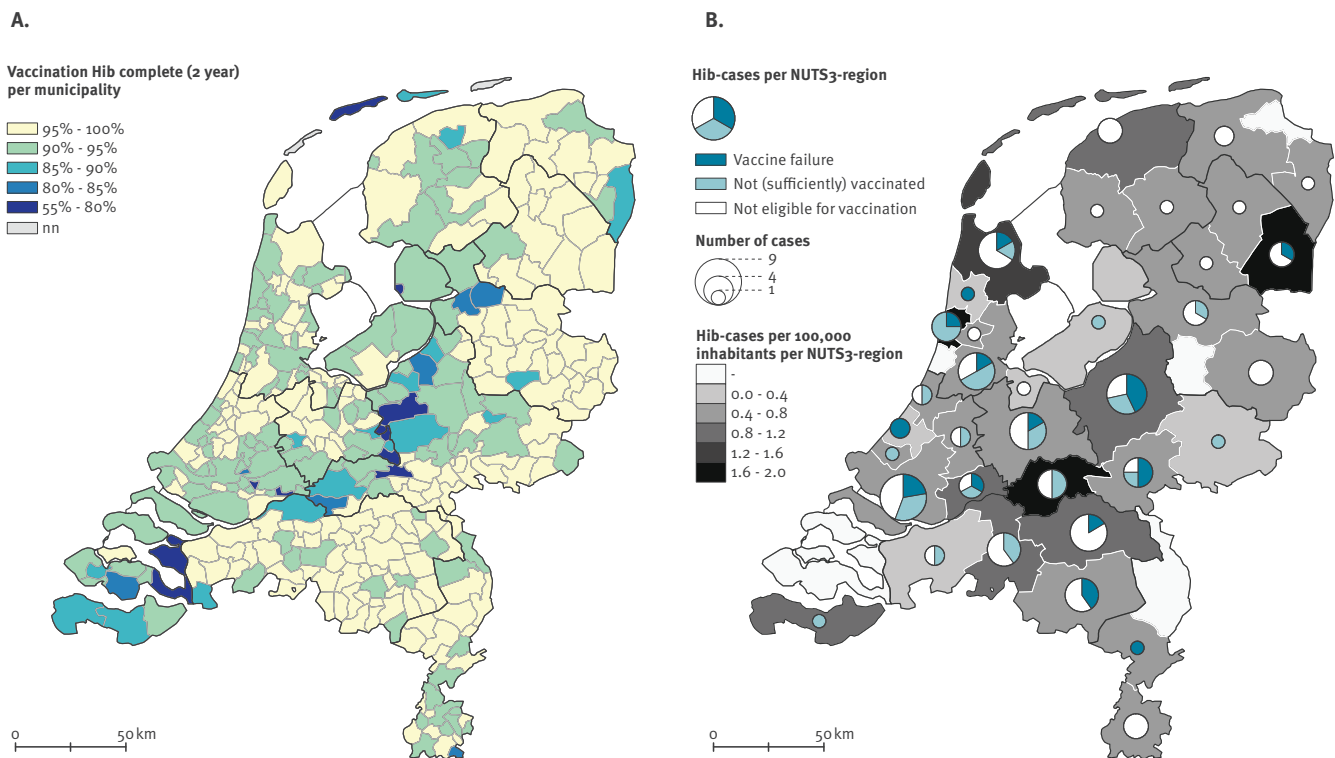 A.
Vaccination Hib complete (2 year)
per municipality
95% - 100%
90% - 95%
85% - 90%
80% - 85%
55% - 80%
nn
0
50 km
B.
Hib-cases per NUTS3-region
Vaccine failure
Not (sufficiently) vaccinated
Not eligible for vaccination
Number of cases
9
4
1
Hib-cases per 100,000
inhabitants per NUTS3-region
-
0.0 - 0.4
0.4 - 0.8
0.8 - 1.2
1.2 - 1.6
1.6 - 2.0
0
50 km